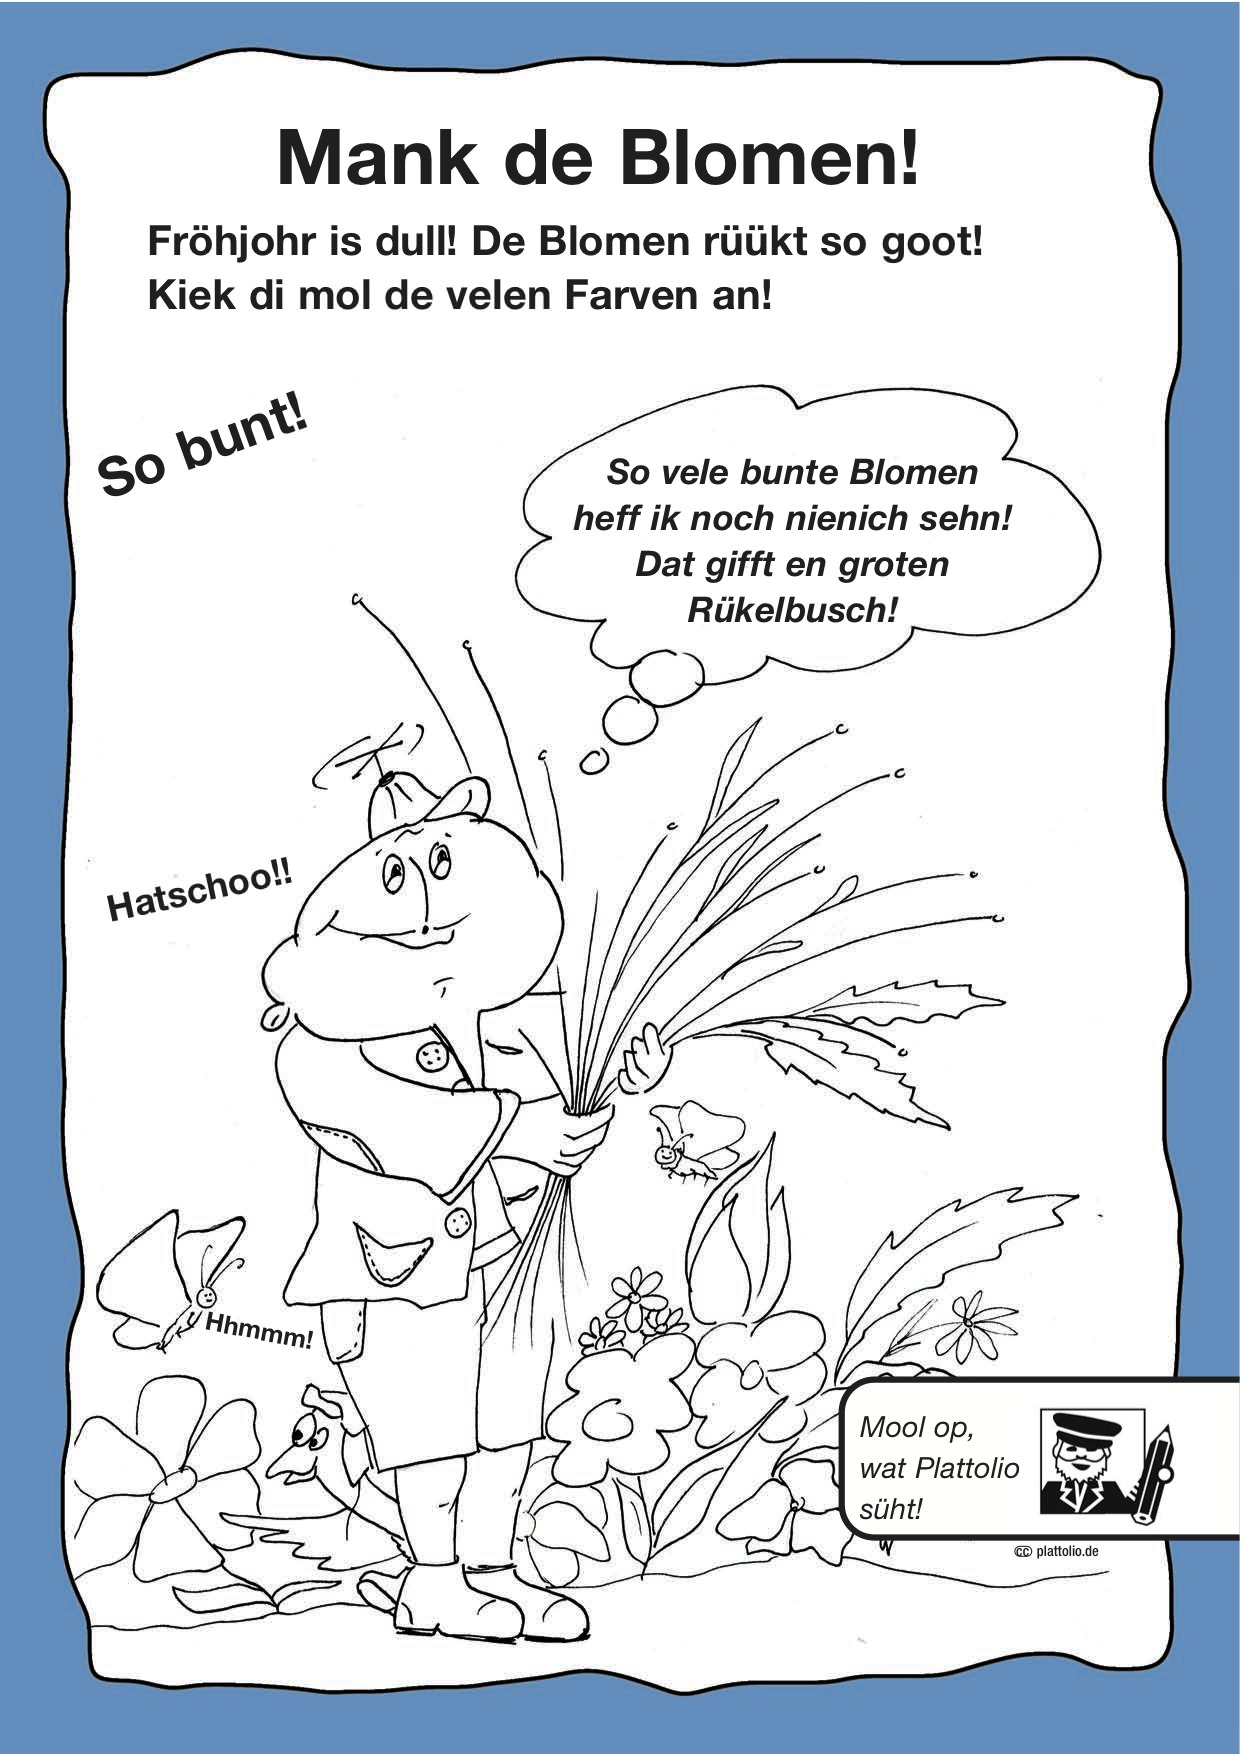 Mank de Blomen!
Fröhjohr is dull! De Blomen rüükt so goot!
Kiek di mol de velen Farven an!
So bunt!
So vele bunte Blomen
heff ik noch nienich sehn!
Dat gifft en groten
Rükelbusch!
Hatschoo!!
Hhmmm!
Mool op,
wat Plattolio
süht!
cc plattolio.de